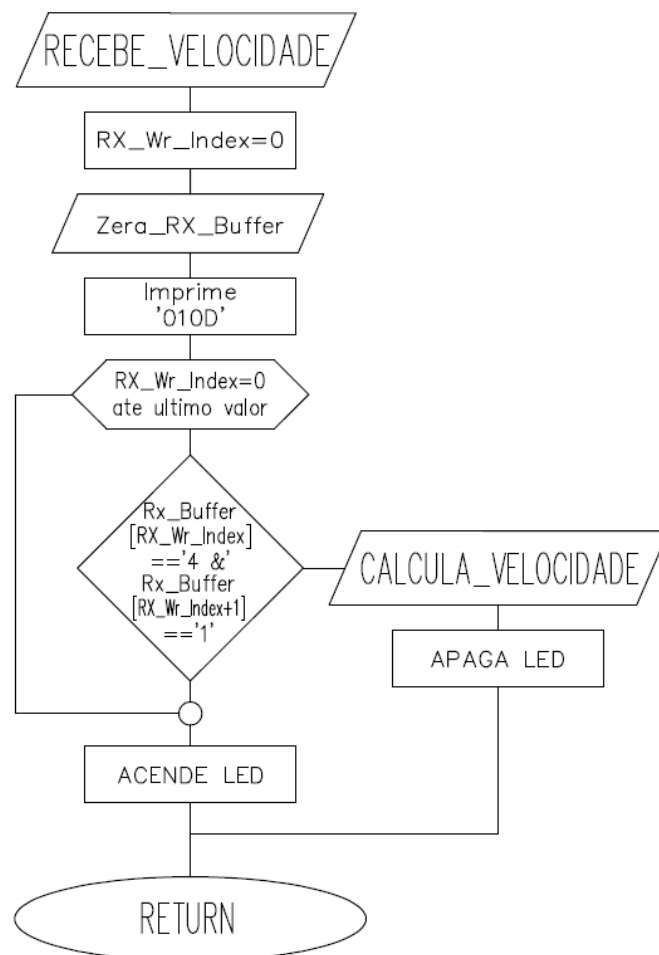 RECEBE_VELOCIDADE
RX_Wr_Index=0
Zera_RX_Buffer
Imprime
'010D'
RX_Wr_Index=0
ate ultimo valor
Rx_Buffer
[RX_Wr_Index]
=='4 &'
Rx_Buffer
[RX_Wr_Index+1]
=='1'
CALCULA_VELOCIDADE
APAGA LED
ACENDE LED
RETURN